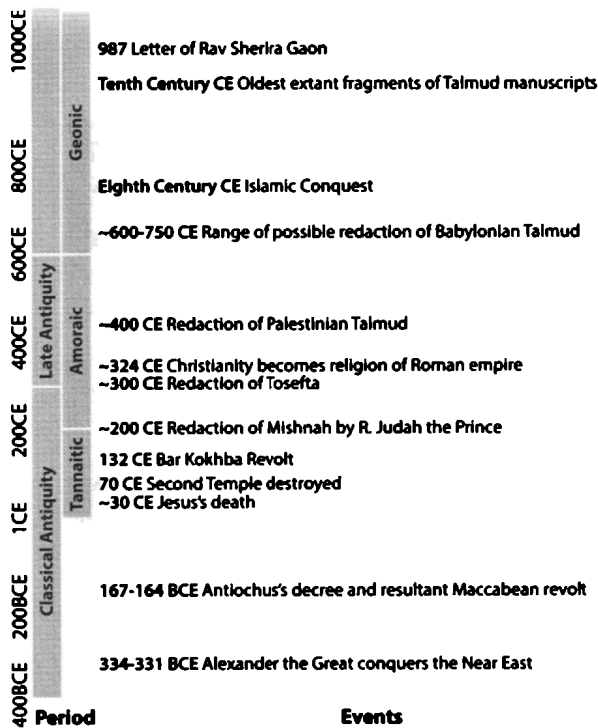 1000CE
800CE
600CE
400CE
200CE
1CE
200BCE
400BCE
Late Antiquity
Classical Antiquity
Geonic
Amoraic
Tannaitic
987 Letter of Rav Sherira Gaon
Tenth Century CE Oldest extant fragments of Talmud manuscripts
Eighth Century CE Islamic Conquest
~600-750 CE Range of possible redaction of Babylonian Talmud
~400 CE Redaction of Palestinian Talmud
~324 CE Christianity becomes religion of Roman empire
~300 CE Redaction of Tosefta
~200 CE Redaction of Mishnah by R. Judah the Prince
132 CE Bar Kokhba Revolt
70 CE Second Temple destroyed
~30 CE Jesus's death
167-164 BCE Antiochus's decree and resultant Maccabean revolt
334-331 BCE Alexander the Great conquers the Near East
Period
Events